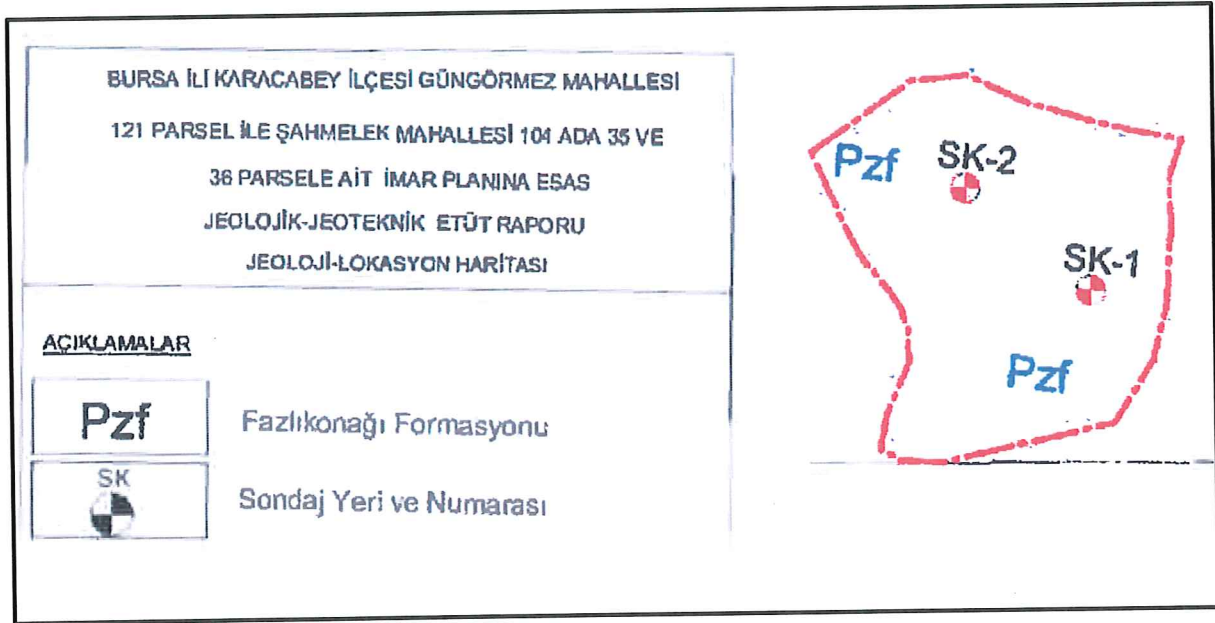 BURSA İLİ KARACABEY İLÇESİ GÜNGÖRMEZ MAHALLESİ
121 PARSEL İLE ŞAHMELEK MAHALLESİ 104 ADA 35 VE
36 PARSELE AİT İMAR PLANINA ESAS
JEOLOJİK-JEOTEKNİK ETÜT RAPORU
JEOLOJİ-LOKASYON HARİTASI
AÇIKLAMALAR
Pzf
Fazlıkonağı Formasyonu
SK
Sondaj Yeri ve Numarası
Pzf
SK-2
SK-1
Pzf